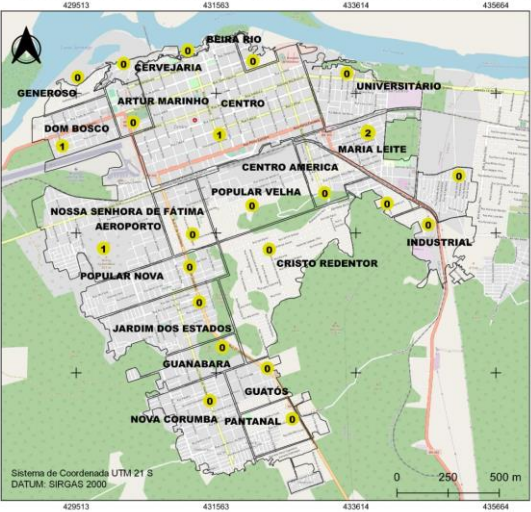 429513 431563 433614 435664
BEIRA RIO
0
0
0
CERVEJARIA
0
0
0
GENEROSO
UNIVERSITÁRIO
ARTUR MARINHO
CENTRO
DOM BOSCO
0
1
2
1
MARIA LEITE
CENTRO AMERICA
0
POPULAR VELHA
0
0
0
NOSSA SENHORA DE FÁTIMA
AEROPORTO
0
0
1
INDUSTRIAL
0
CRISTO REDENTOR
0
POPULAR NOVA
0
JARDIM DOS ESTADOS
0
GUANABARA
0
GUATÓS
0
NOVA CORUMBA
PANTANAL
0
Sistema de Coordenada UTM 21 S
DATUM: SIRGAS 2000
0 250 500 m
429513 431563 433614 435664